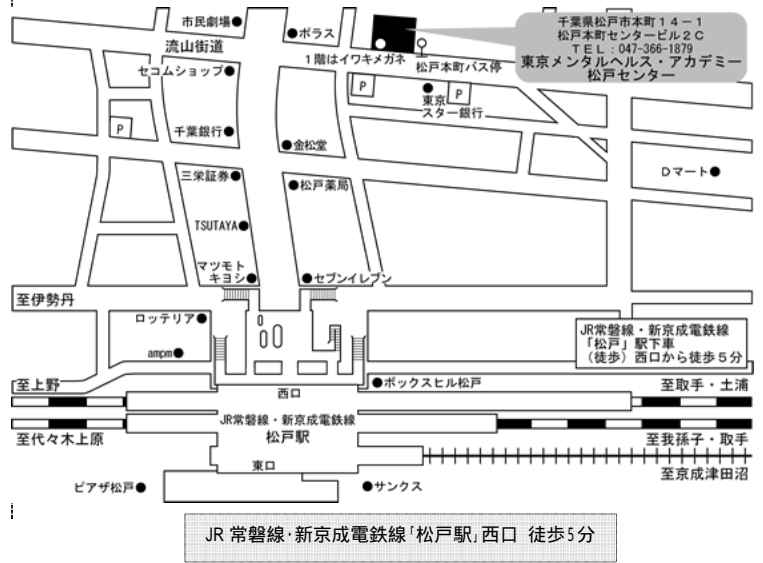 市民劇場
ポラス
流山街道
千葉県松戸市本町１４－１
松戸本町センタービル２Ｃ
ＴＥＬ：047-366-1879
東京メンタルヘルス・アカデミー
松戸センター
１階はイワキメガネ
松戸本町バス停
セコムショップ
P
東京
スター銀行
P
P
千葉銀行
金松堂
三栄証券
松戸薬局
Ｄマート
TSUTAYA
マツモト
キヨシ
セブンイレブン
至伊勢丹
ロッテリア
ampm
JR常磐線・新京成電鉄線
「松戸」駅下車
（徒歩）西口から徒歩５分
至上野
ボックスヒル松戸
至取手・土浦
西口
JR常磐線・新京成電鉄線
松戸駅
至代々木上原
至我孫子・取手
東口
至京成津田沼
ピアザ松戸
サンクス
JR 常磐線･新京成電鉄線｢松戸駅｣西口 徒歩5分